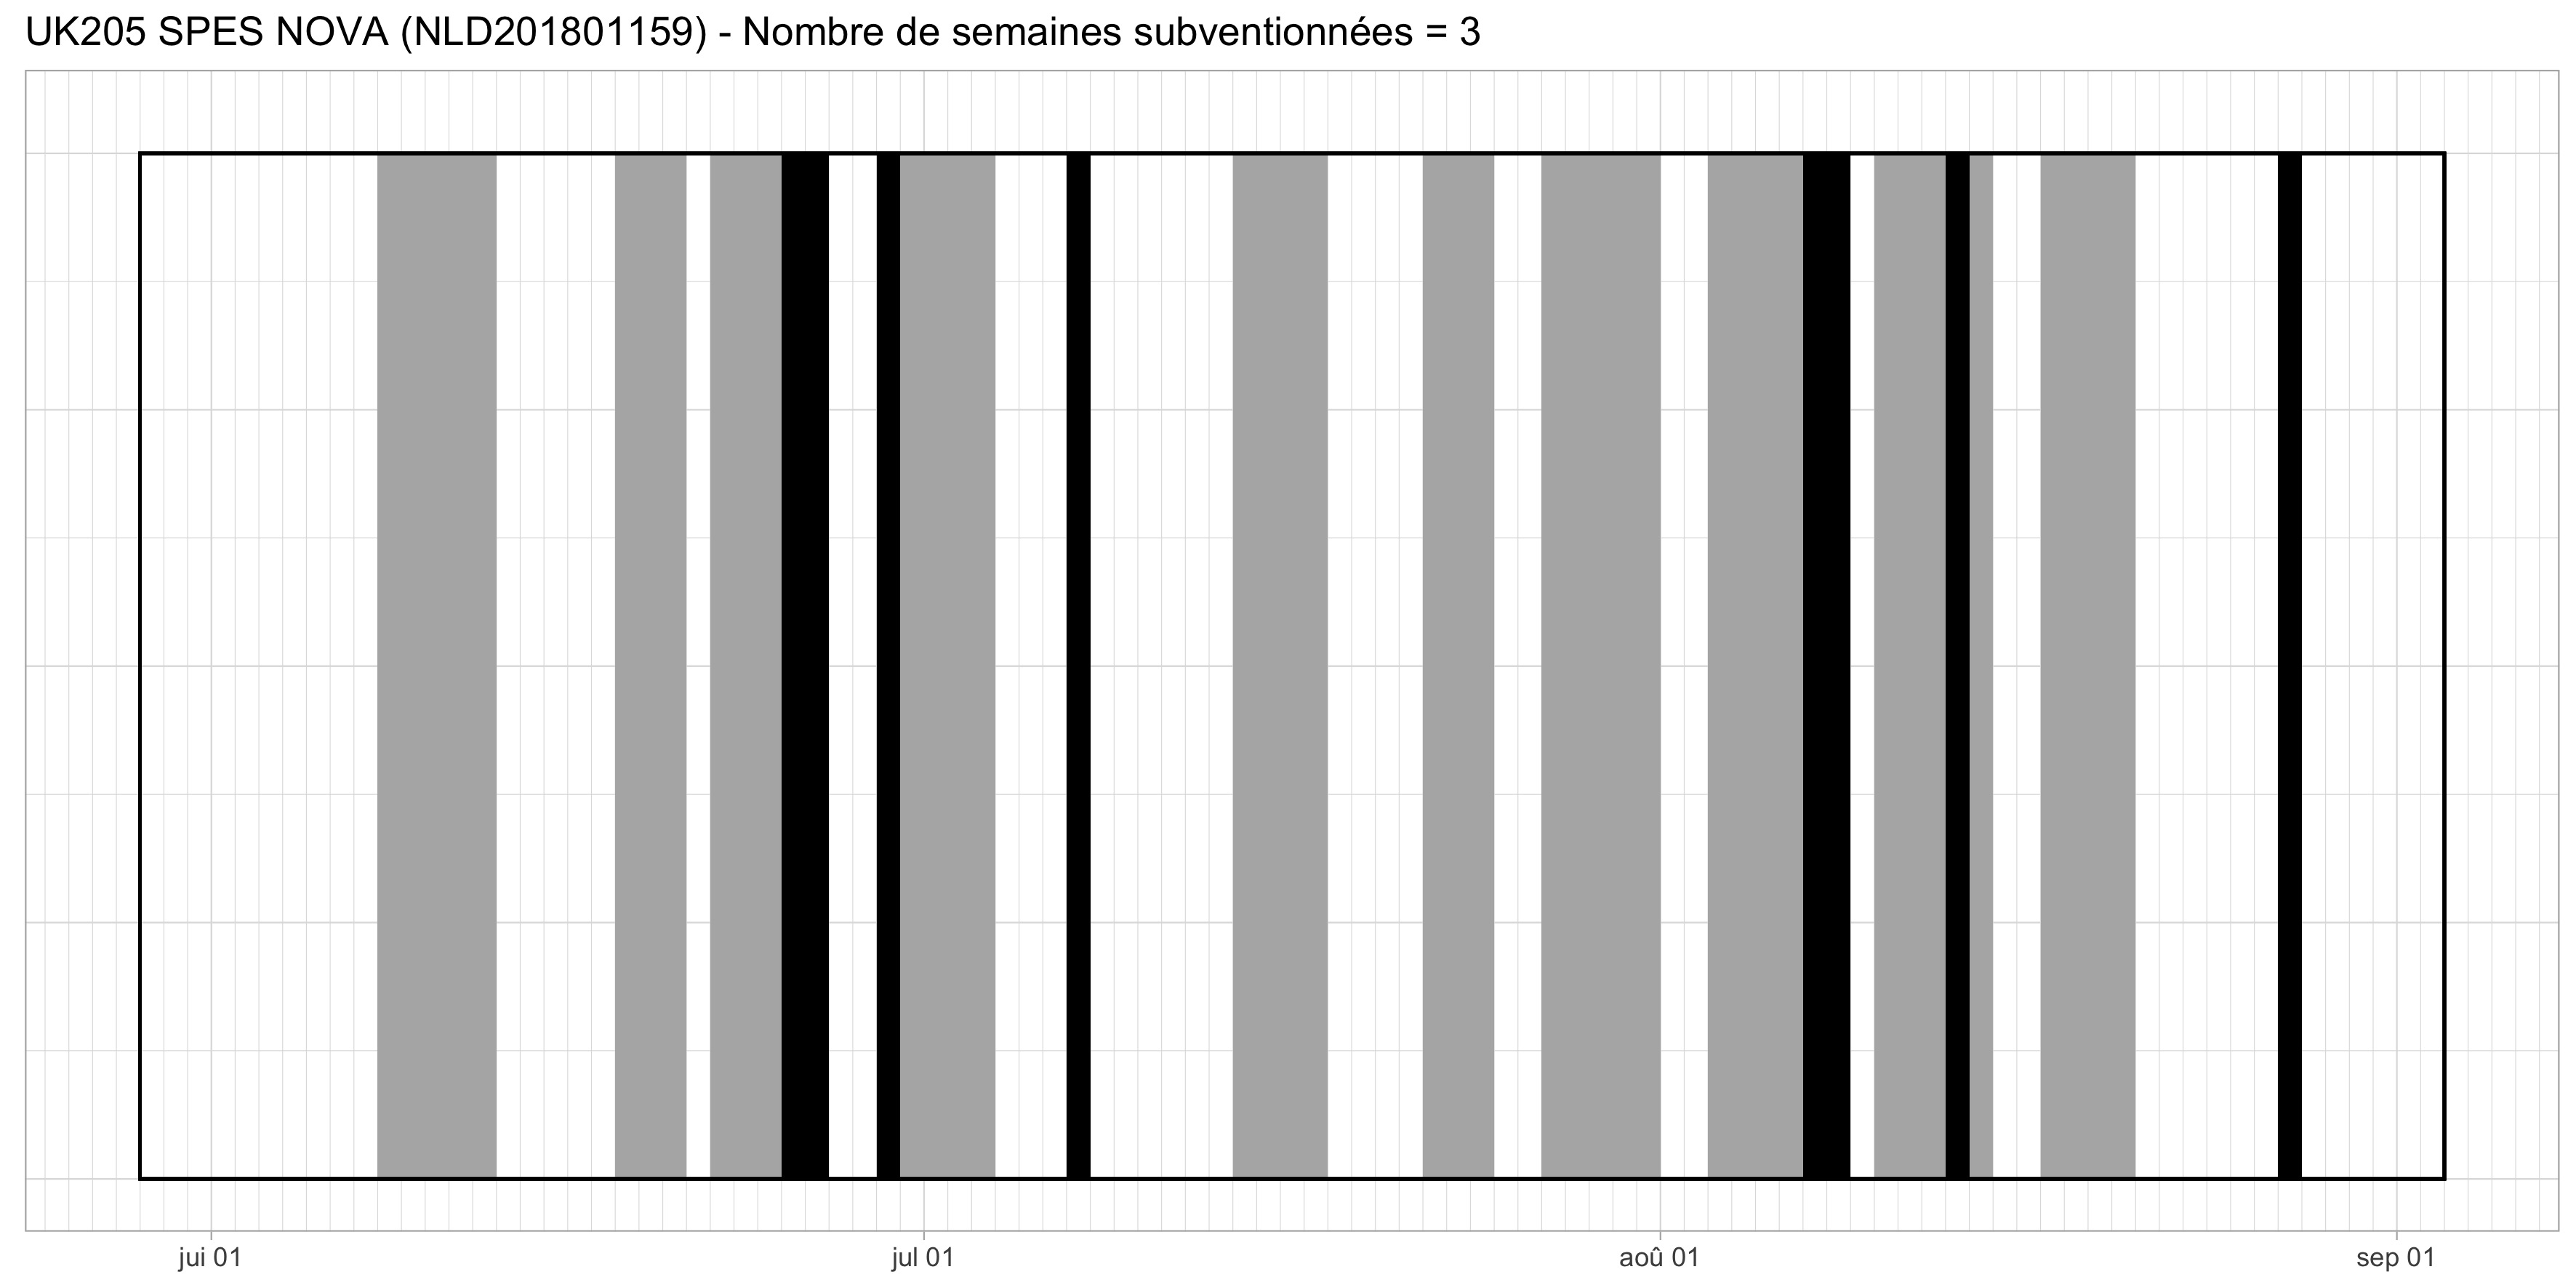 UK205 SPES NOVA (NLD201801159) - Nombre de semaines subventionnées = 3
jui 01
jul 01
aoû 01
sep 01